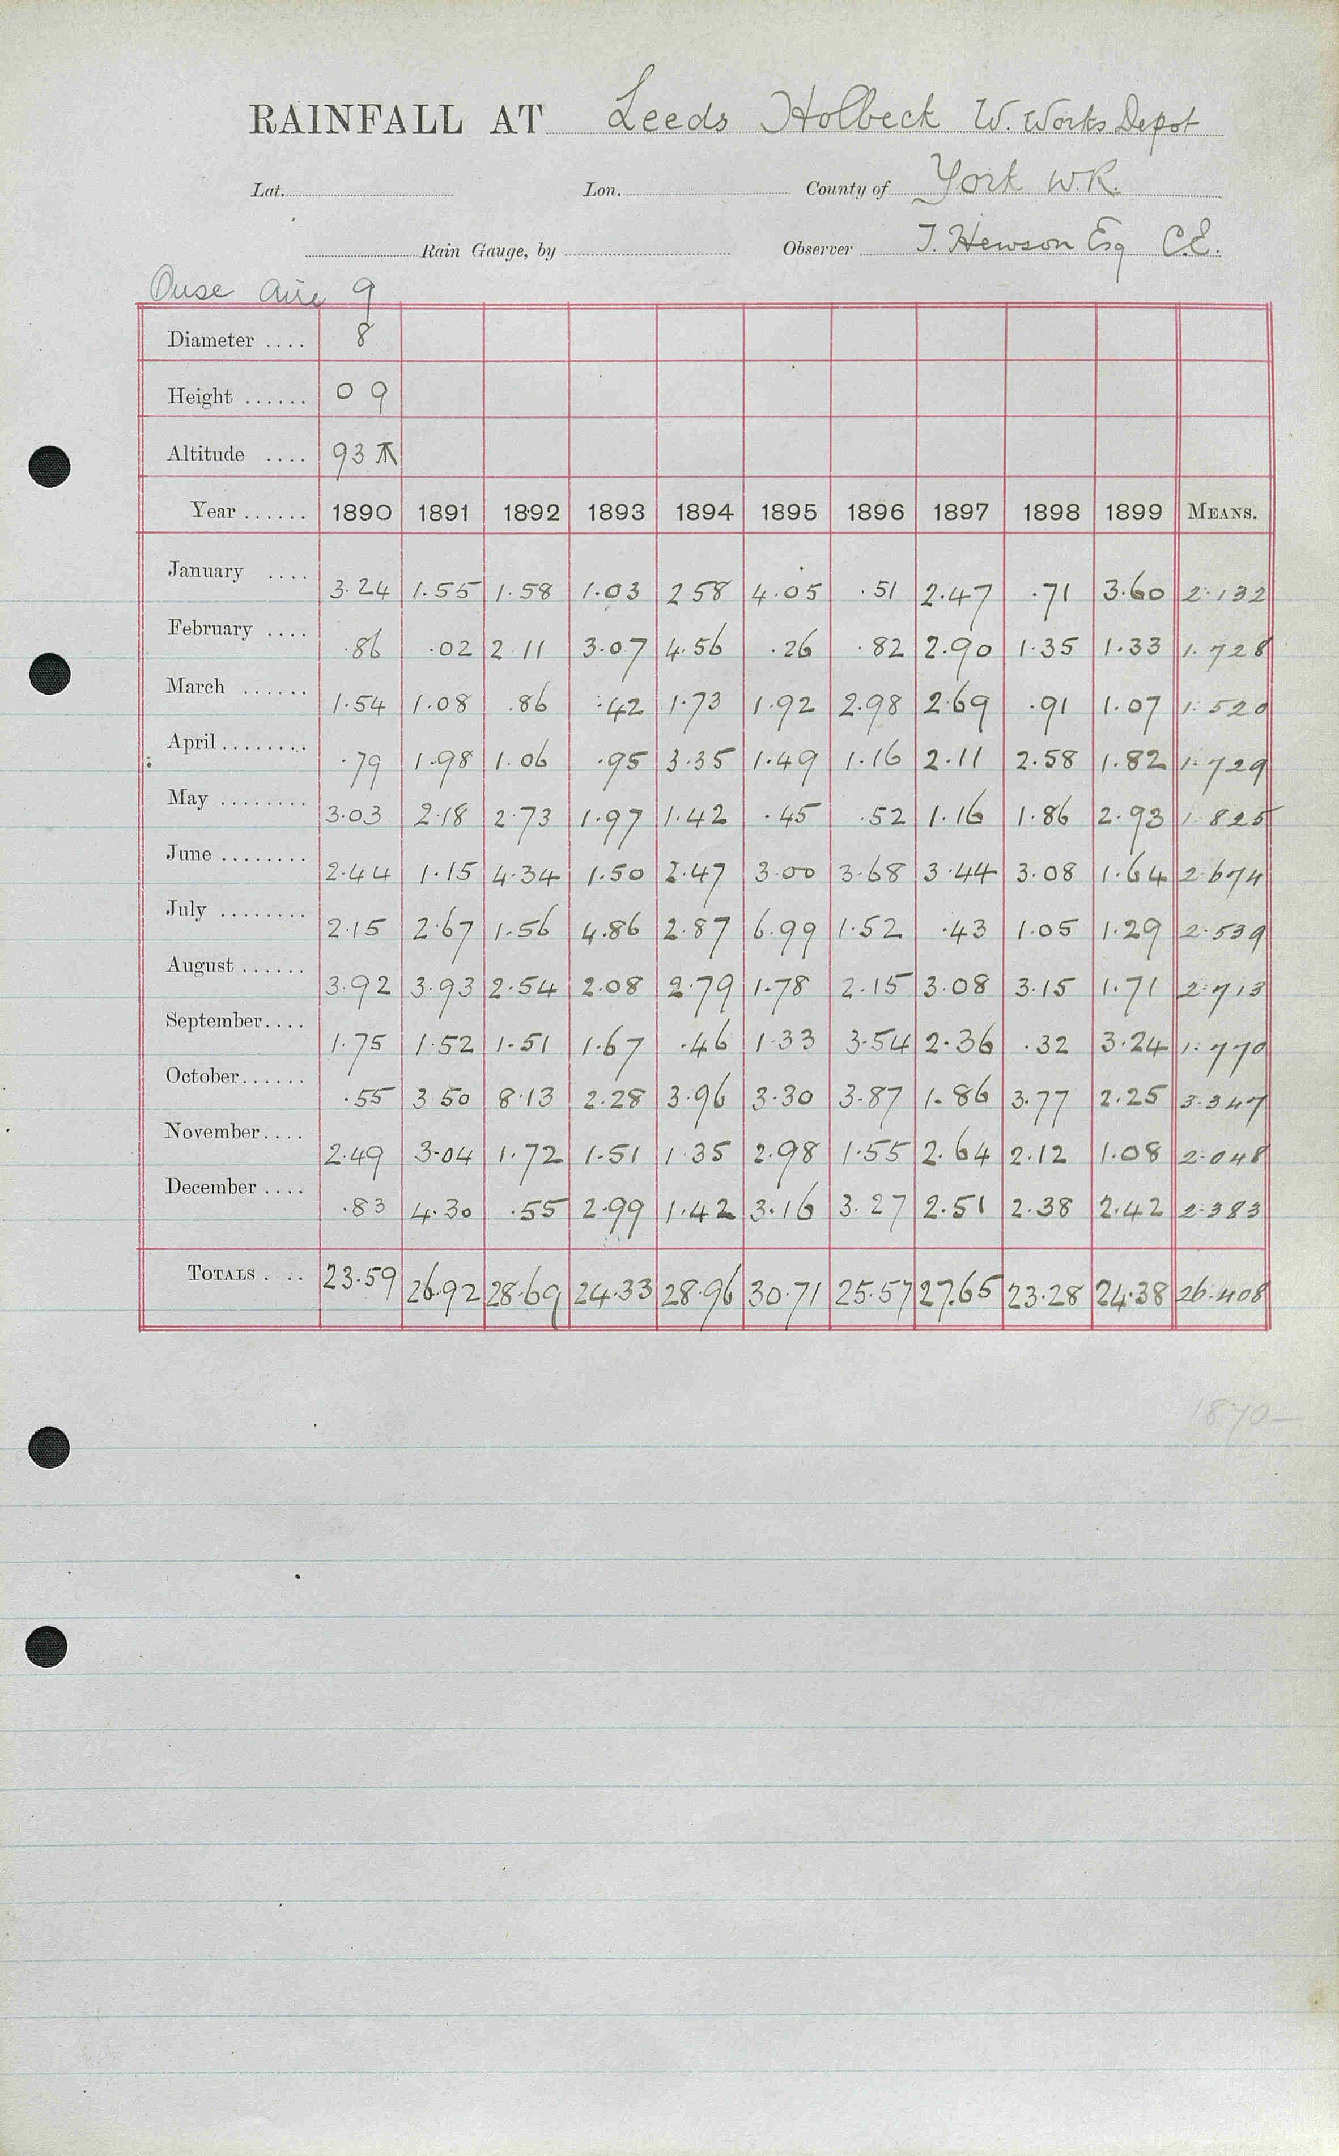 RAINFALL AT Leeds Holbeck W. Works Depot
Lat. Lon. County of York W.R.
Rain Gauge, by Observer T. Hewson Esq C.E.
Ouse Aire 9
Diameter .... 8
Height ...... 0 9
Altitude .... 93
Year ...... 1890 1891 1892 1893 1894 1895 1896 1897 1898 1899 MEANS.
January .... 3.24 1.55 1.58 1.03 2 58 4.05 .51 2.47 .71 3.60 2.132
February .... .86 .02 2 11 3.07 4.56 .26 .82 2.90 1.35 1.33 1.728
March ...... 1.54 1.08 .86 .42 1.73 1.92 2.98 2.69 .91 1.07 1.520
April ........ .79 1.98 1.06 .95 3.35 1.49 1.16 2.11 2.58 1.82 1.729
May ........ 3.03 2.18 2.73 1.97 1.42 .45 .52 1.16 1.86 2.93 1.825
June ........ 2.44 1.15 4.34 1.50 2.47 3.00 3.68 3.44 3.08 1.64 2.674
July ........ 2.15 2.67 1.56 4.86 2.87 6.99 1.52 .43 1.05 1.29 2.539
August ...... 3.92 3.93 2.54 2.08 2.79 1.78 2.15 3.08 3.15 1.71 2.713
September.... 1.75 1.52 1.51 1.67 .46 1.33 3.54 2.36 .32 3.24 1.770
October...... .55 3.50 8.13 2.28 3.96 3.30 3.87 1.86 3.77 2.25 3.347
November.... 2.49 3.04 1.72 1.51 1.35 2.98 1.55 2.64 2.12 1.08 2.048
December .... .83 4.30 .55 2.99 1.42 3.16 3.27 2.51 2.38 2.42 2.383
TOTALS . .. 23.59 26.92 28.69 24.33 28.96 30.71 25.57 27.65 23.28 24.38 26.408
1870-